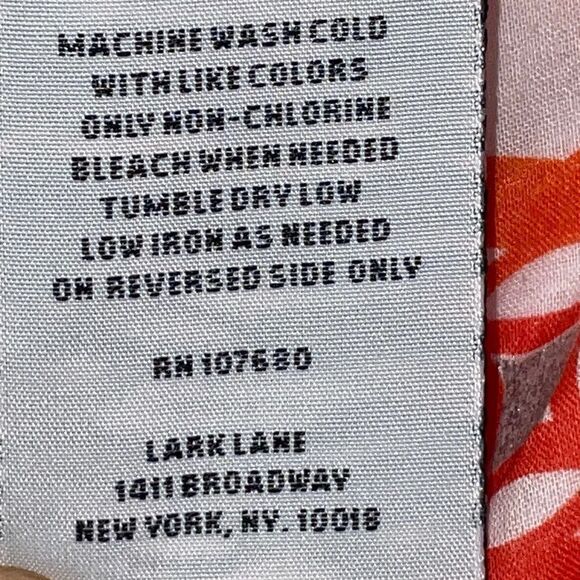 MACHINE WASH COLD
WITH LIKE COLORS
ONLY NON-CHLORINE
BLEACH WHEN NEEDED
TUMBLE DRY LOW
LOW IRON AS NEEDED
ON REVERSED SIDE ONLY
RN 107680
LARK LANE
1411 BROADWAY
NEW YORK, NY. 10018